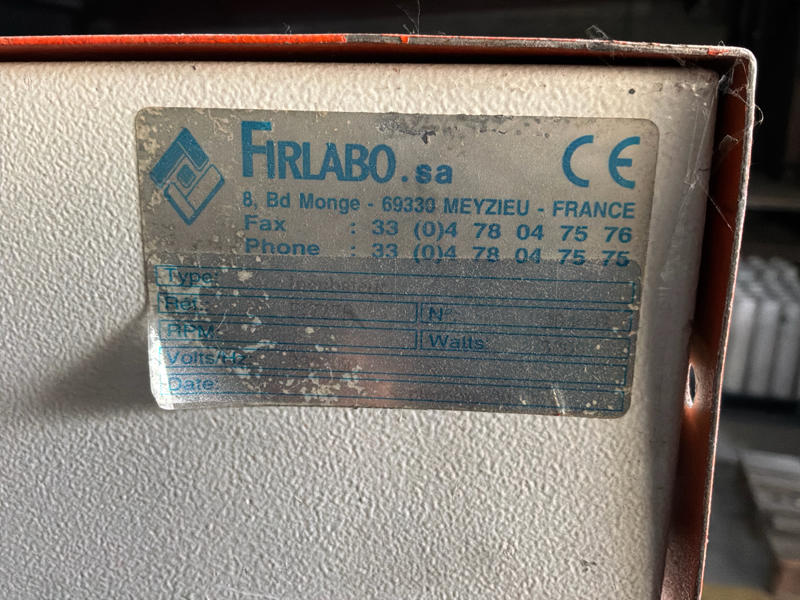 FIRLABO.sa
CE
8, Bd Monge - 69330 MEYZIEU - FRANCE
Fax : 33 (0)4 78 04 75 76
Phone : 33 (0)4 78 04 75 75
Type:
Ref.: N°:
RPM: Watts:
Volts/Hz:
Date: